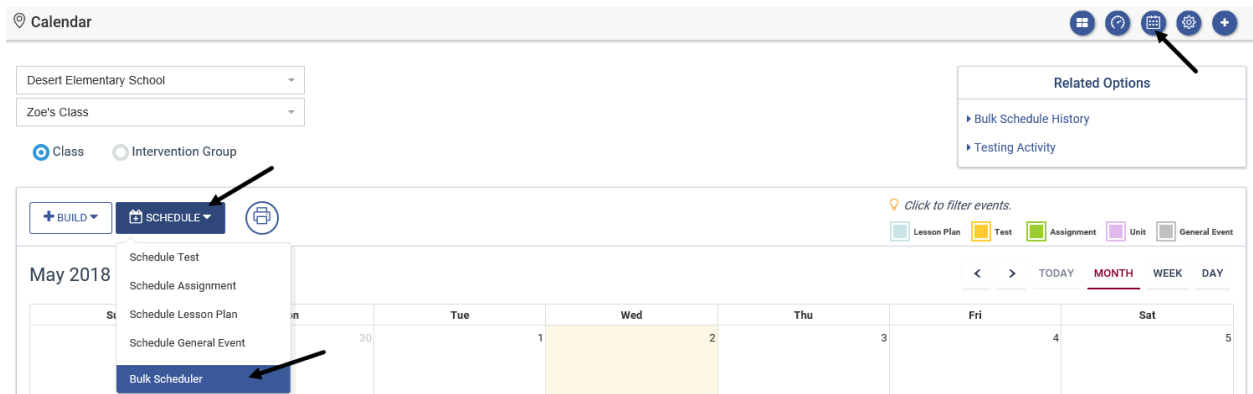 Calendar
Desert Elementary School
Zoe's Class
Class
Intervention Group
Related Options
Bulk Schedule History
Testing Activity
BUILD
SCHEDULE
Click to filter events.
Lesson Plan Test Assignment Unit General Event
Schedule Test
Schedule Assignment
Schedule Lesson Plan
Schedule General Event
Bulk Scheduler
May 2018
< > TODAY MONTH WEEK DAY
Su on Tue Wed Thu Fri Sat
30 1 2 3 4 5